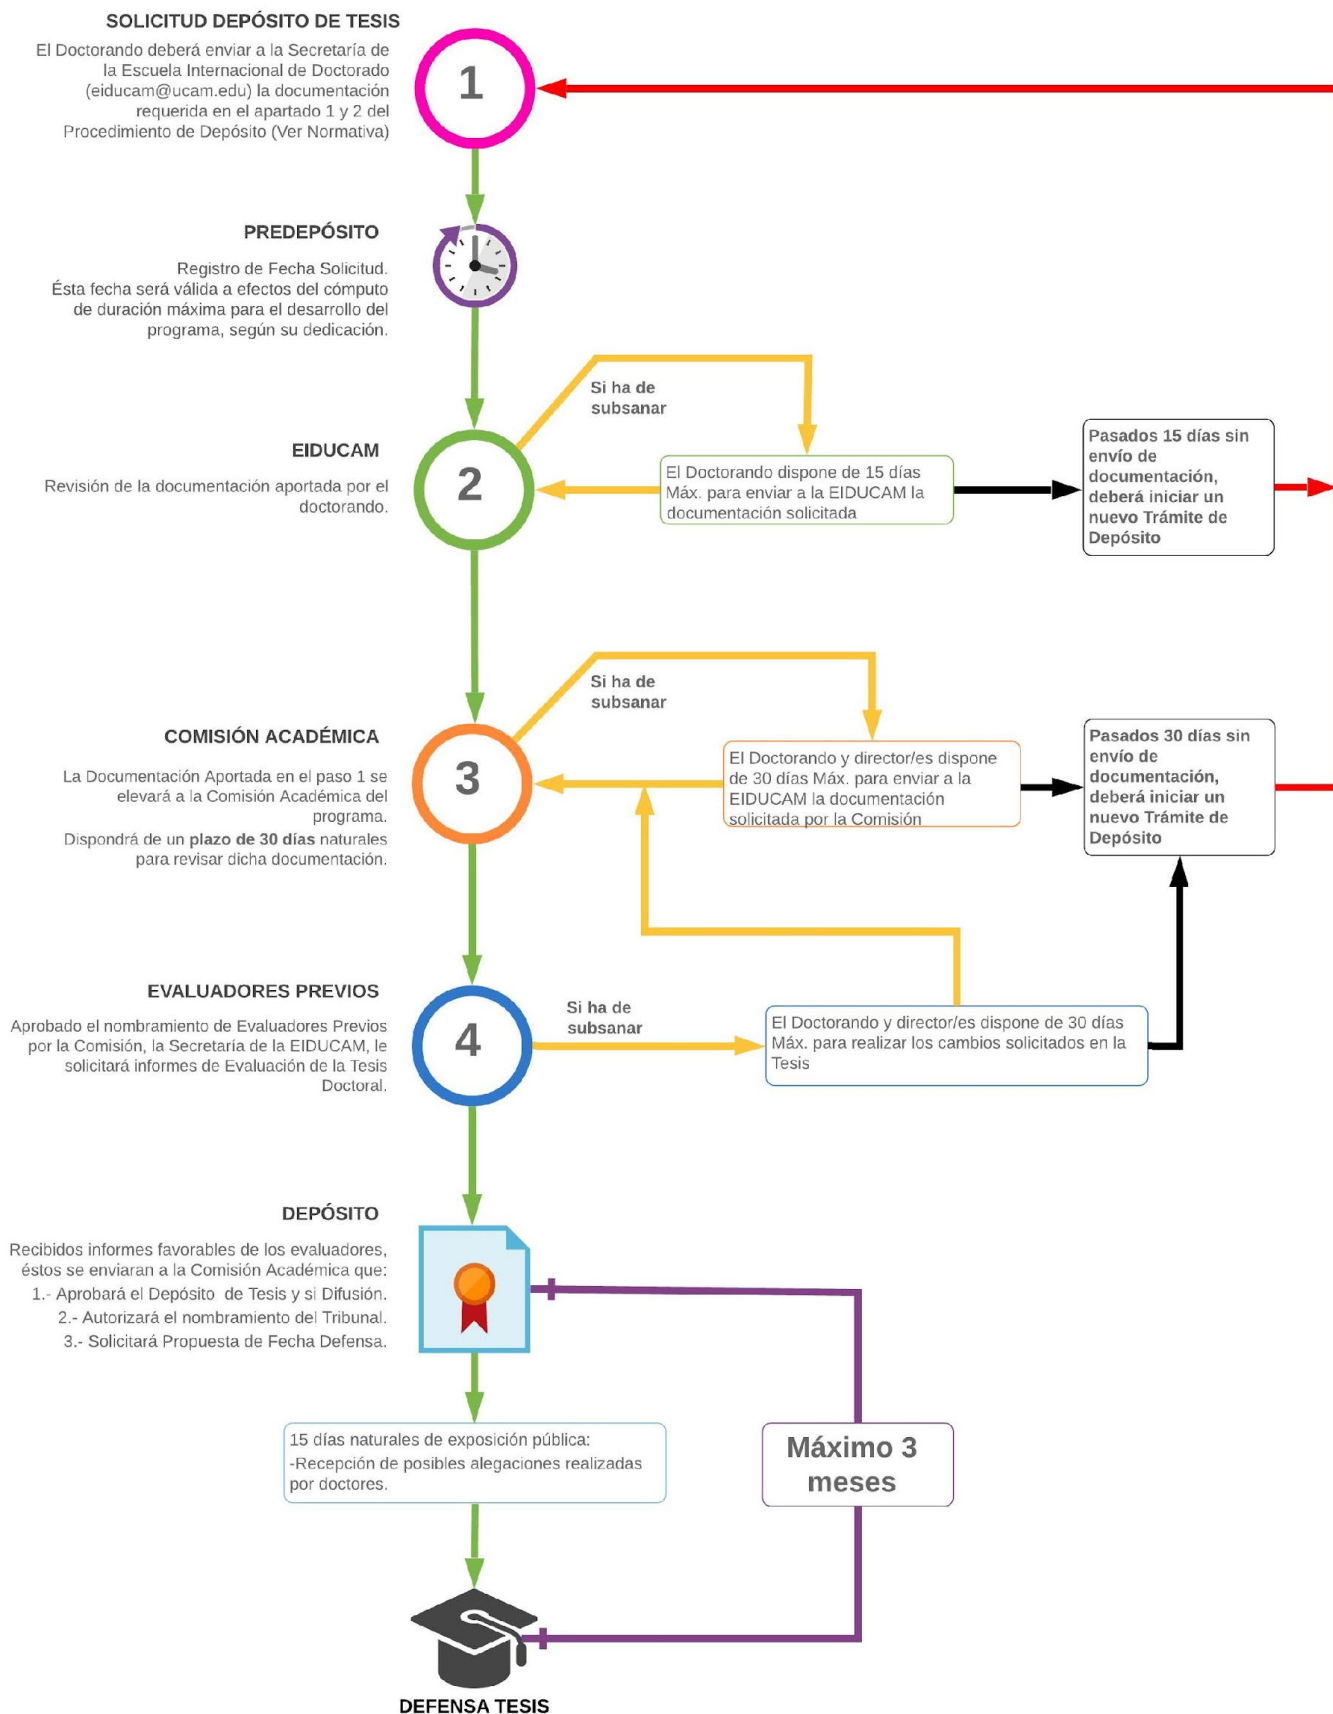 SOLICITUD DEPÓSITO DE TESIS
El Doctorando deberá enviar a la Secretaría de
la Escuela Internacional de Doctorado
(eiducam@ucam.edu) la documentación
requerida en el apartado 1 y 2 del
Procedimiento de Depósito (Ver Normativa)
1
PREDEPÓSITO
Registro de Fecha Solicitud.
Ésta fecha será válida a efectos del cómputo
de duración máxima para el desarrollo del
programa, según su dedicación.
EIDUCAM
Revisión de la documentación aportada por el
doctorando.
2
Si ha de
subsanar
El Doctorando dispone de 15 días
Máx. para enviar a la EIDUCAM la
documentación solicitada
Pasados 15 días sin
envío de
documentación,
deberá iniciar un
nuevo Trámite de
Depósito
COMISIÓN ACADÉMICA
La Documentación Aportada en el paso 1 se
elevará a la Comisión Académica del
programa.
Dispondrá de un plazo de 30 días naturales
para revisar dicha documentación.
3
Si ha de
subsanar
El Doctorando y director/es dispone
de 30 días Máx. para enviar a la
EIDUCAM la documentación
solicitada por la Comisión
Pasados 30 días sin
envío de
documentación,
deberá iniciar un
nuevo Trámite de
Depósito
EVALUADORES PREVIOS
Aprobado el nombramiento de Evaluadores Previos
por la Comisión, la Secretaría de la EIDUCAM, le
solicitará informes de Evaluación de la Tesis
Doctoral.
4
Si ha de
subsanar
El Doctorando y director/es dispone de 30 días
Máx. para realizar los cambios solicitados en la
Tesis
DEPÓSITO
Recibidos informes favorables de los evaluadores,
éstos se enviaran a la Comisión Académica que:
1.- Aprobará el Depósito de Tesis y si Difusión.
2.- Autorizará el nombramiento del Tribunal.
3.- Solicitará Propuesta de Fecha Defensa.
15 días naturales de exposición pública:
-Recepción de posibles alegaciones realizadas
por doctores.
Máximo 3
meses
DEFENSA TESIS